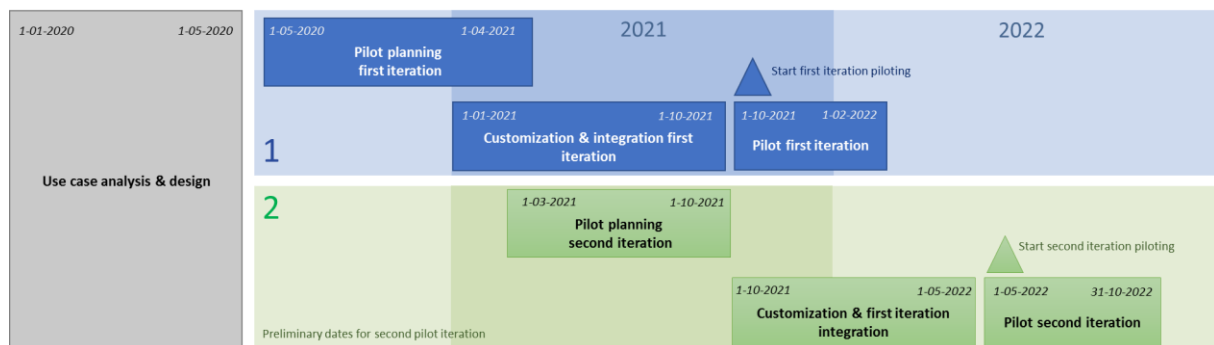 1-01-2020 1-05-2020
Use case analysis & design
2021
2022
1-05-2020 1-04-2021
Pilot planning
first iteration
Start first iteration piloting
1-01-2021 1-10-2021
Customization & integration first
iteration
1-10-2021 1-02-2022
Pilot first iteration
1
2
1-03-2021 1-10-2021
Pilot planning
second iteration
Start second iteration piloting
1-10-2021 1-05-2022
Customization & first iteration
integration
1-05-2022 31-10-2022
Pilot second iteration
Preliminary dates for second pilot iteration